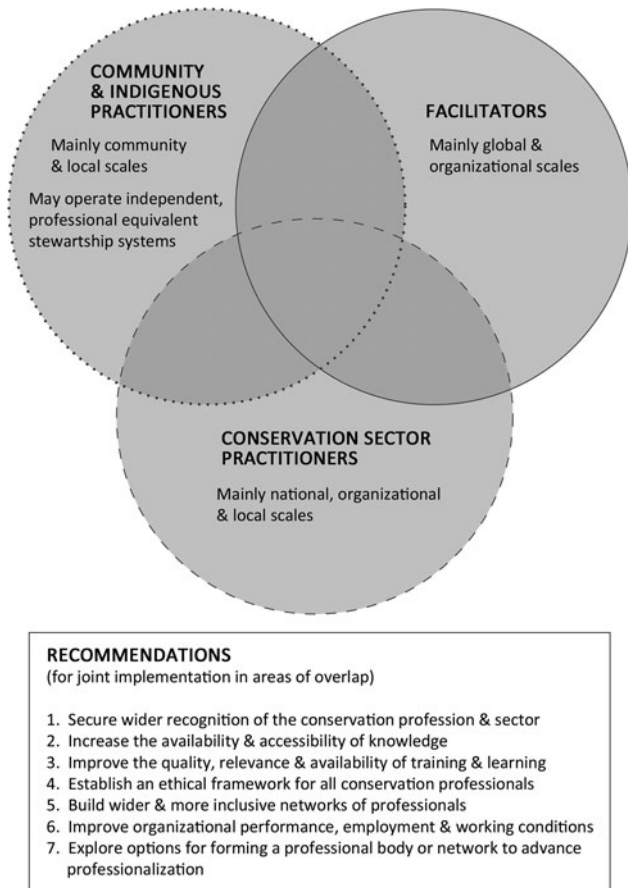 COMMUNITY
& INDIGENOUS
PRACTITIONERS
Mainly community
& local scales
May operate independent,
professional equivalent
stewartship systems
FACILITATORS
Mainly global &
organizational scales
CONSERVATION SECTOR
PRACTITIONERS
Mainly national, organizational
& local scales
RECOMMENDATIONS
(for joint implementation in areas of overlap)
1. Secure wider recognition of the conservation profession & sector
2. Increase the availability & accessibility of knowledge
3. Improve the quality, relevance & availability of training & learning
4. Establish an ethical framework for all conservation professionals
5. Build wider & more inclusive networks of professionals
6. Improve organizational performance, employment & working conditions
7. Explore options for forming a professional body or network to advance
professionalization